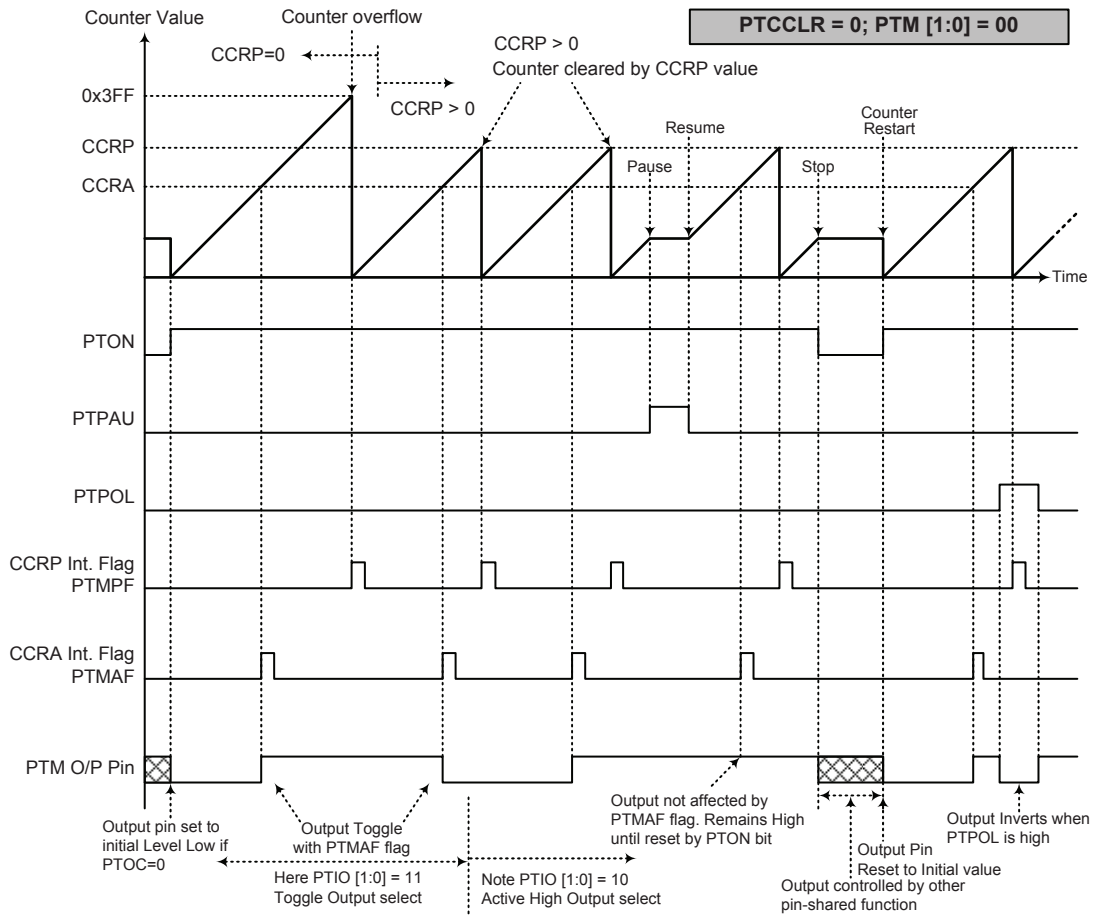 Counter Value
Counter overflow
PTCCLR = 0; PTM [1:0] = 00
CCRP=0
CCRP > 0
CCRP > 0
Counter cleared by CCRP value
0x3FF
CCRP
CCRA
Pause
Resume
Stop
Counter
Restart
Time
PTON
PTPAU
PTPOL
CCRP Int. Flag
PTMPF
CCRA Int. Flag
PTMAF
PTM O/P Pin
Output pin set to
initial Level Low if
PTOC=0
Output Toggle
with PTMAF flag
Here PTIO [1:0] = 11
Toggle Output select
Note PTIO [1:0] = 10
Active High Output select
Output not affected by
PTMAF flag. Remains High
until reset by PTON bit
Output Pin
Reset to Initial value
Output controlled by other
pin-shared function
Output Inverts when
PTPOL is high